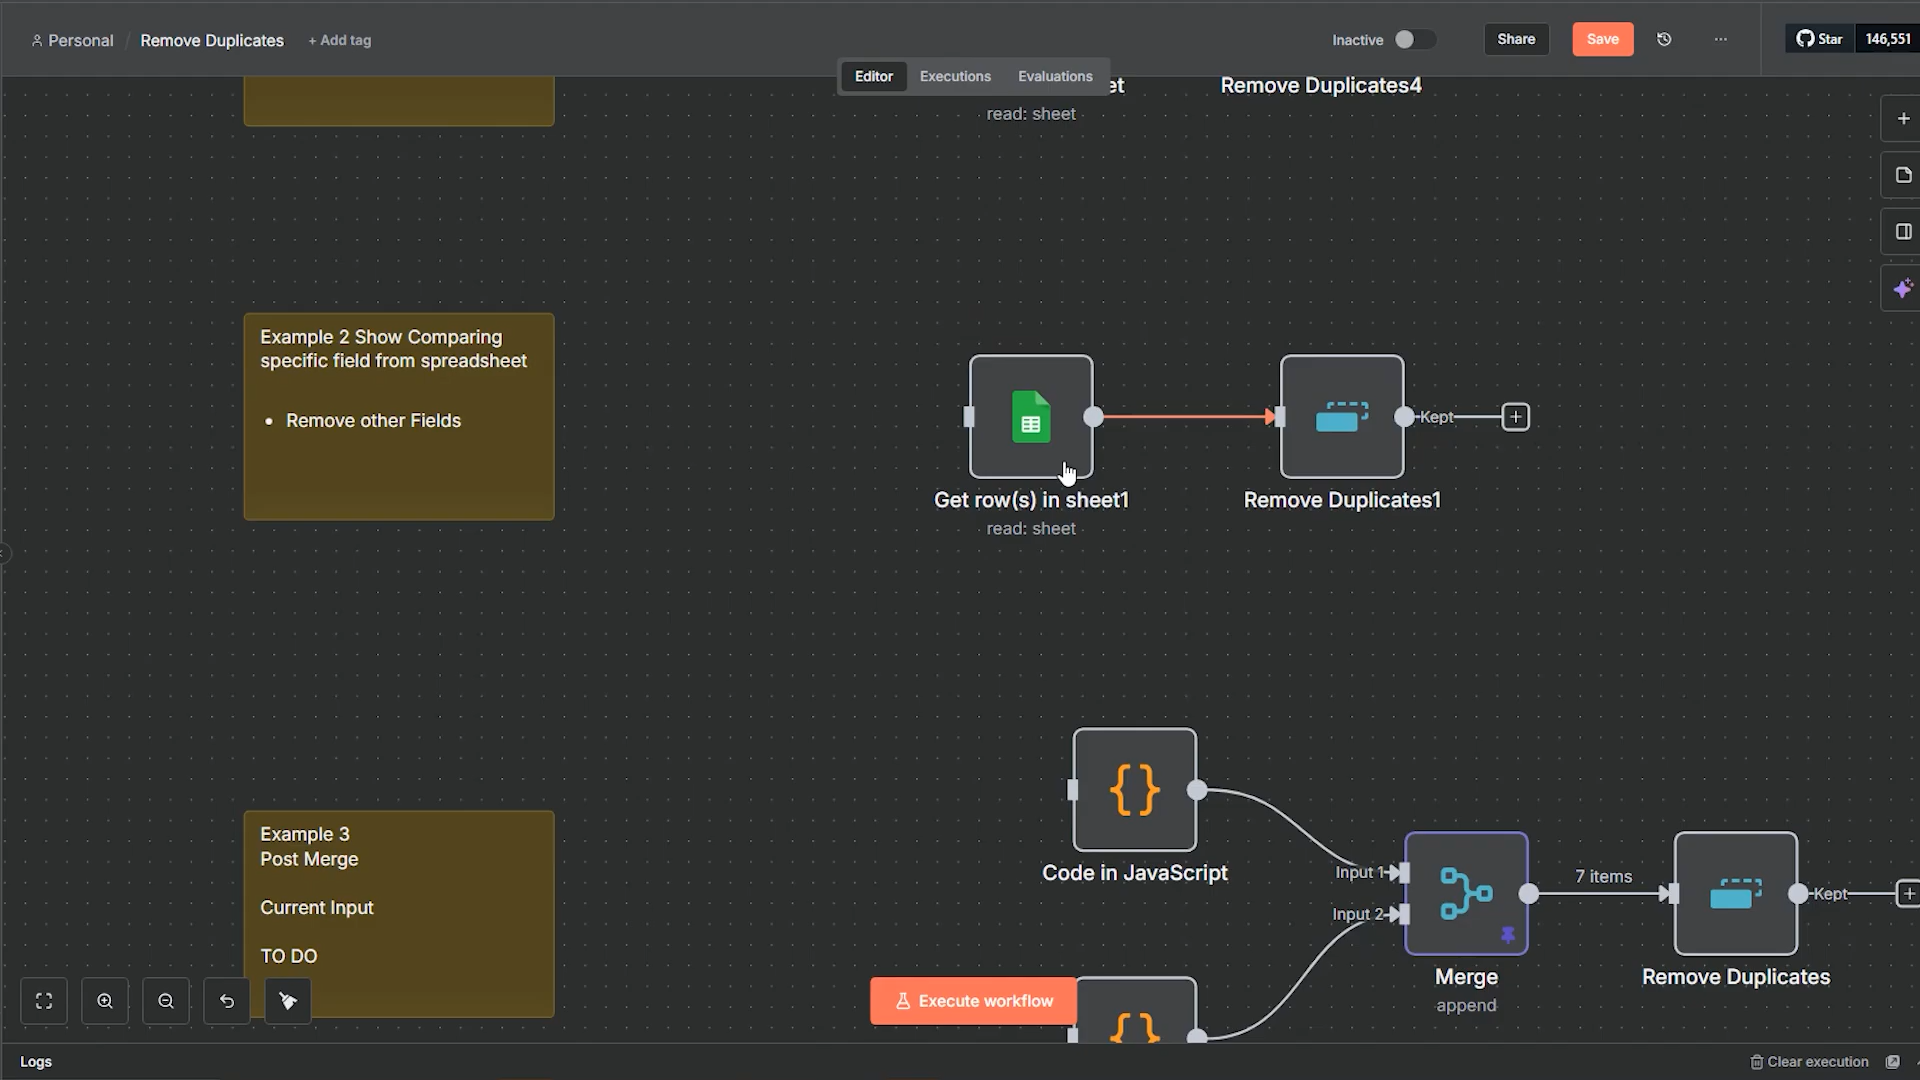 Personal / Remove Duplicates + Add tag
Inactive
Share
Save
...
Star 146,551
Editor Executions Evaluations
et
read: sheet
Remove Duplicates4
Example 2 Show Comparing
specific field from spreadsheet
• Remove other Fields
Kept
Get row(s) in sheet1
read: sheet
Remove Duplicates1
Example 3
Post Merge
Current Input
TO DO
{}
Code in JavaScript
Input 1
Input 2
7 items
Kept
Merge
append
Remove Duplicates
{}
Execute workflow
Logs
Clear execution